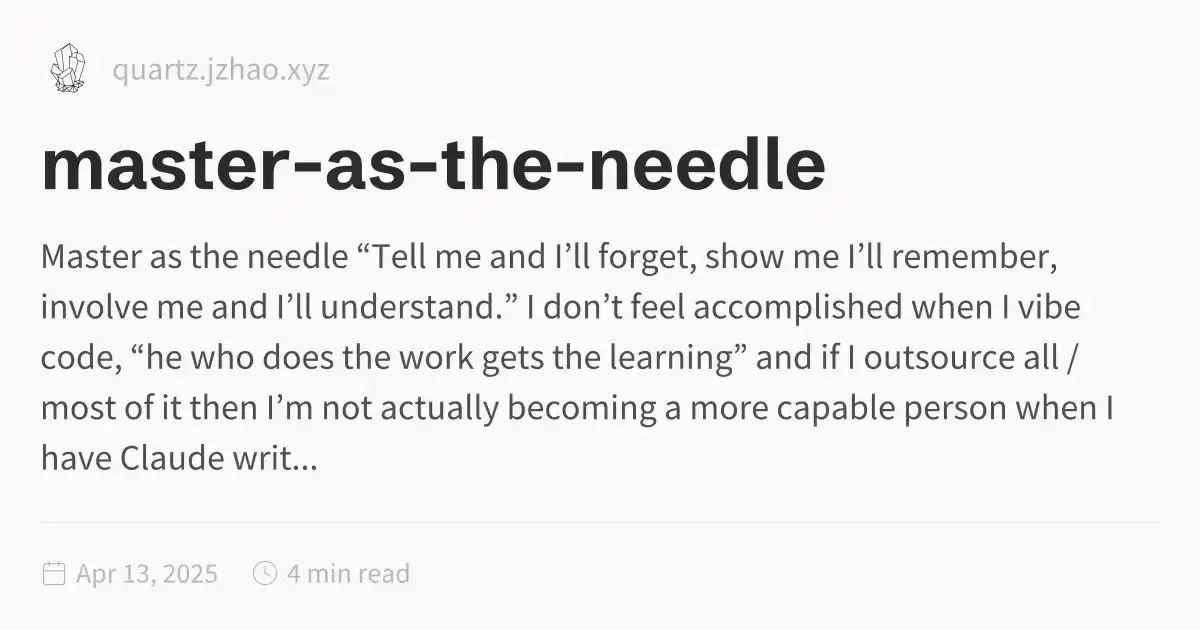 quartz.jzhao.xyz
master-as-the-needle
Master as the needle “Tell me and I’ll forget, show me I’ll remember,
involve me and I’ll understand.” I don’t feel accomplished when I vibe
code, “he who does the work gets the learning” and if I outsource all /
most of it then I’m not actually becoming a more capable person when I
have Claude writ...
Apr 13, 2025 4 min read